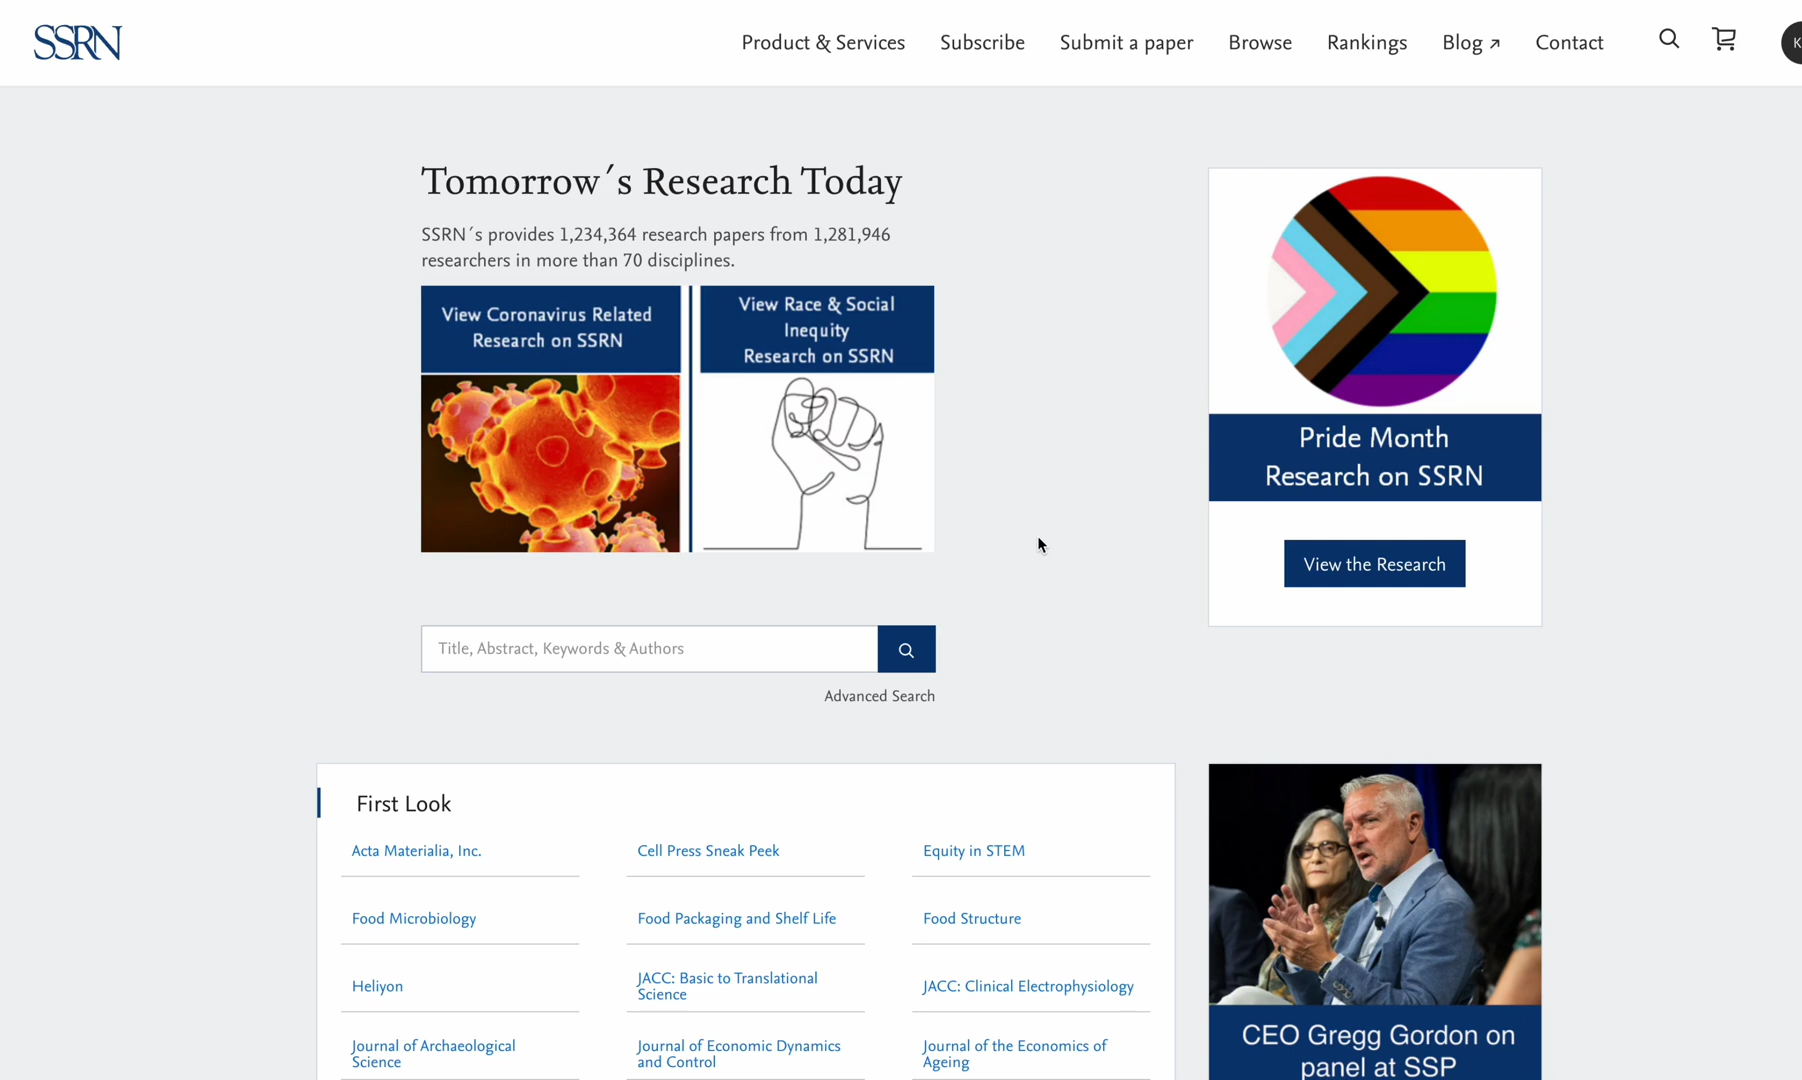 SSRN
Product & Services
Subscribe
Submit a paper
Browse
Rankings
Blog ↗
Contact
K
Tomorrow´s Research Today
SSRN´s provides 1,234,364 research papers from 1,281,946
researchers in more than 70 disciplines.
View Coronavirus Related
Research on SSRN
View Race & Social
Inequity
Research on SSRN
Title, Abstract, Keywords & Authors
Advanced Search
Pride Month
Research on SSRN
View the Research
First Look
Acta Materialia, Inc.
Cell Press Sneak Peek
Equity in STEM
Food Microbiology
Food Packaging and Shelf Life
Food Structure
Heliyon
JACC: Basic to Translational
Science
JACC: Clinical Electrophysiology
Journal of Archaeological
Science
Journal of Economic Dynamics
and Control
Journal of the Economics of
Ageing
CEO Gregg Gordon on
panel at SSP